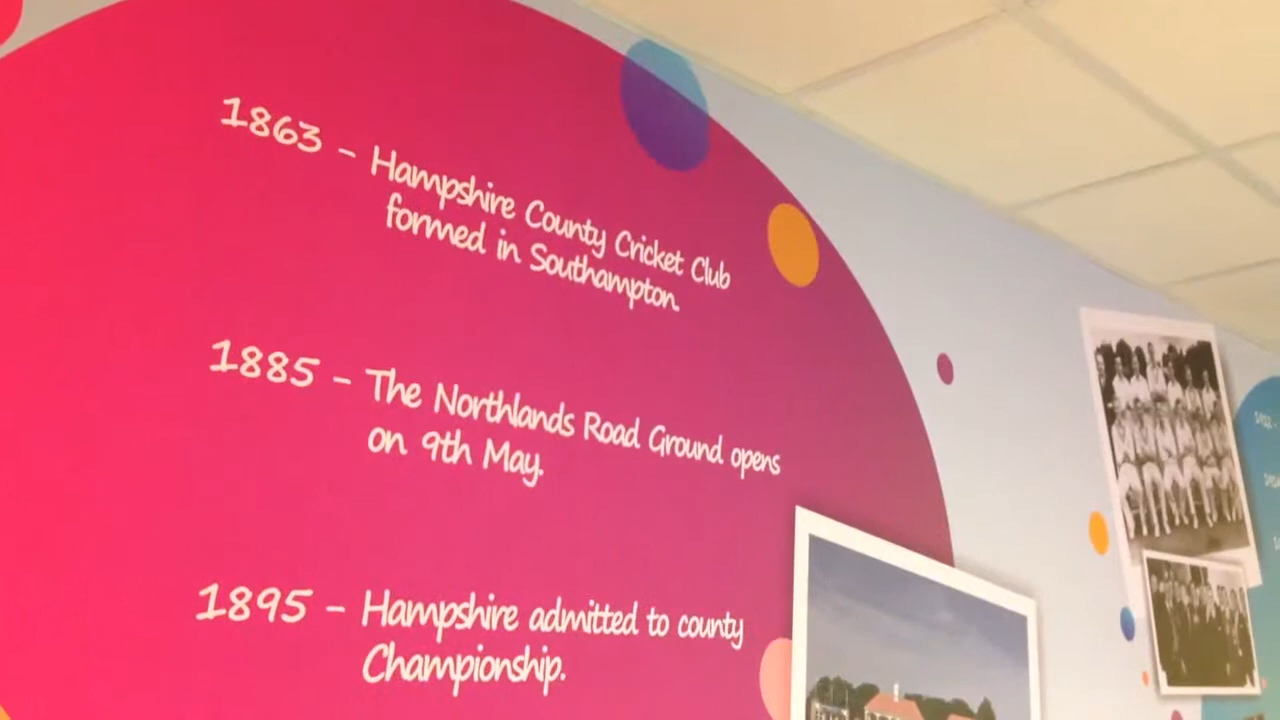 1863 - Hampshire County Cricket Club
formed in Southampton.
1885 - The Northlands Road Ground opens
on 9th May.
1895 - Hampshire admitted to county
Championship.